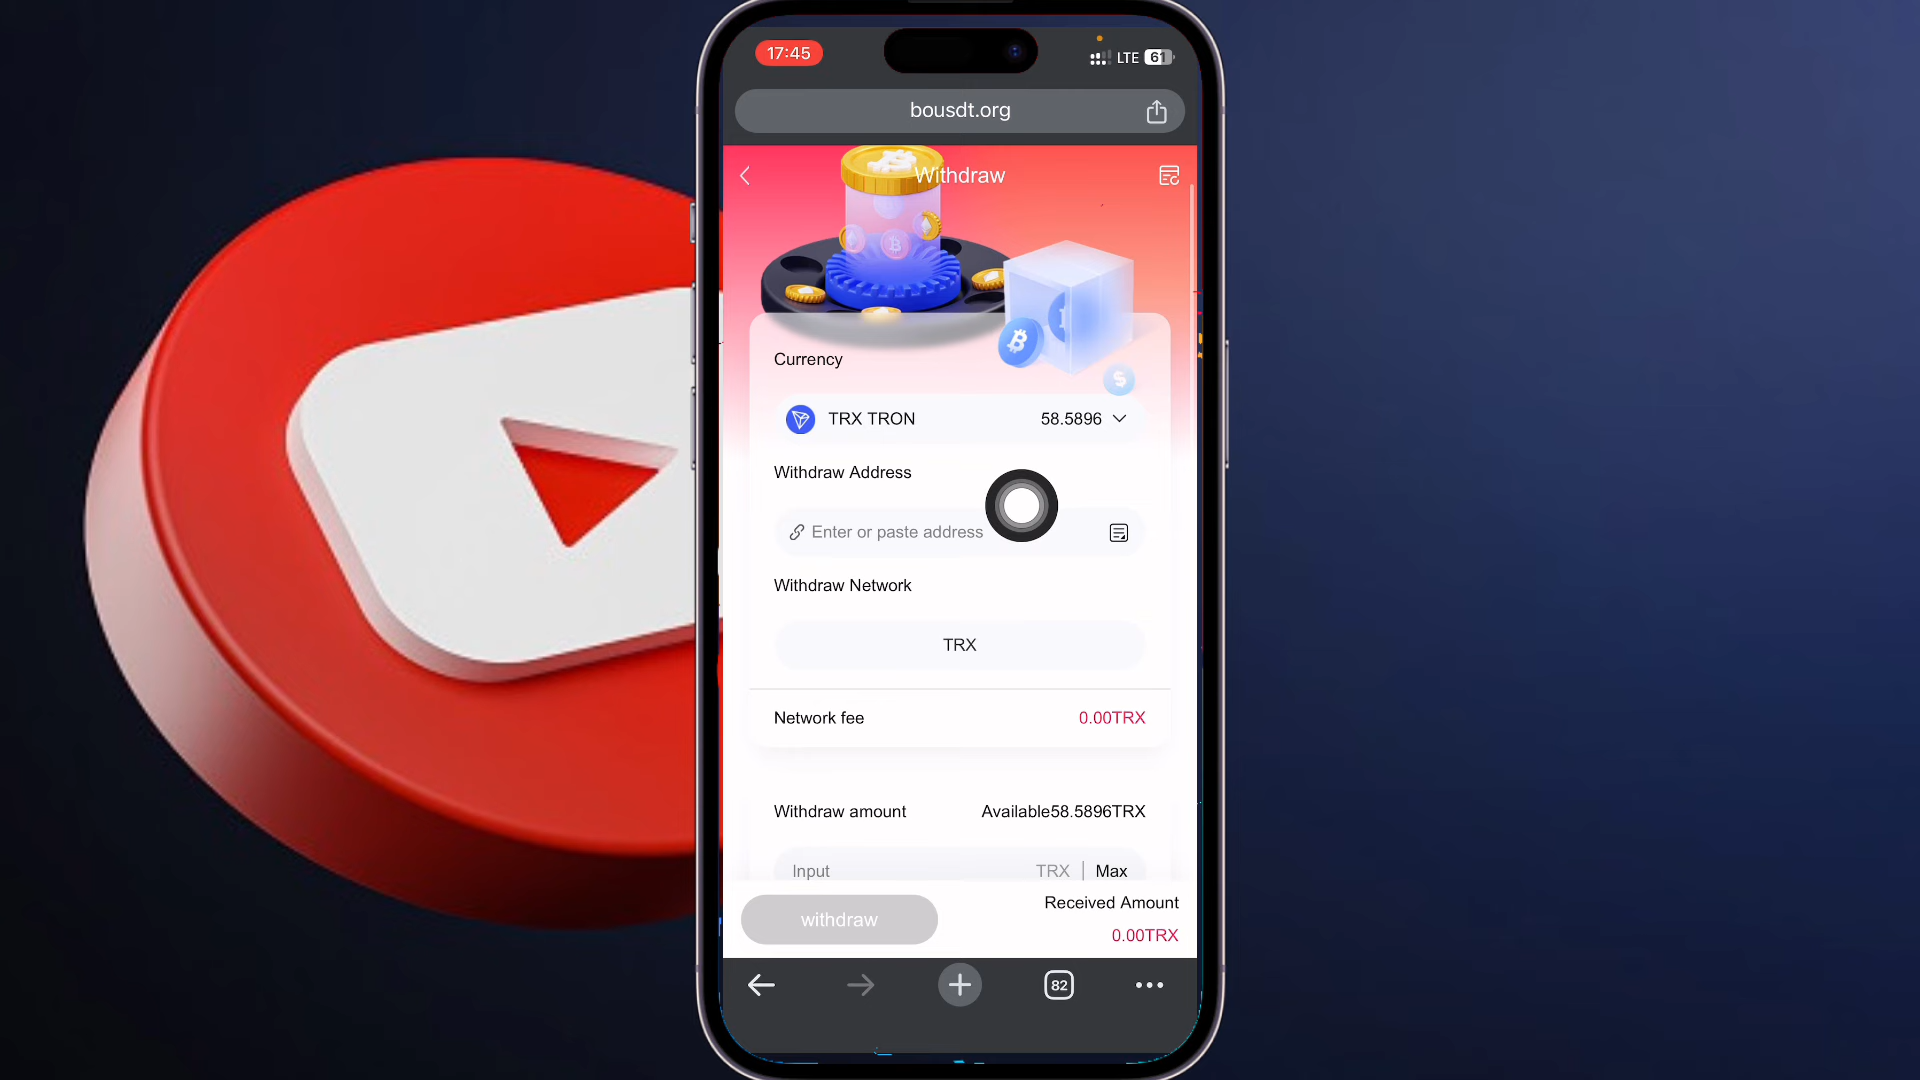 17:45
LTE 61
bousdt.org
Withdraw
Currency
TRX TRON 58.5896
Withdraw Address
Enter or paste address
Withdraw Network
TRX
Network fee 0.00TRX
Withdraw amount Available58.5896TRX
Input TRX | Max
withdraw
Received Amount
0.00TRX
82